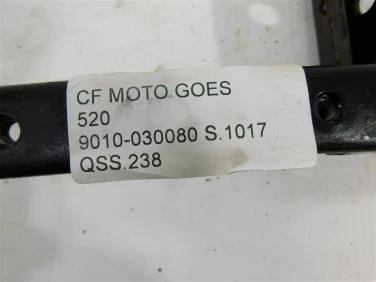 CF MOTO GOES
520
9010-030080 S.1017
QSS.238